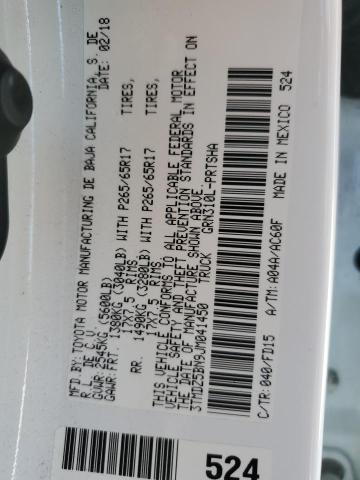 MFD.BY:TOYOTA MOTOR MANUFACTURING DE BAJA CALIFORNIA, S. DE
R.L. DE C.V. DATE: 02/18
GVWR: 2545KG (5600LB)
GAWR:FRT. 1380KG (3040LB) WITH P265/65R17 TIRES,
17X7.5 RIMS.
RR. 1490KG (3280LB) WITH P265/65R17 TIRES,
17X7.5 RIMS.
THIS VEHICLE CONFORMS TO ALL APPLICABLE FEDERAL MOTOR
VEHICLE SAFETY AND THEFT PREVENTION STANDARDS IN EFFECT ON
THE DATE OF MANUFACTURE SHOWN ABOVE.
3TMDZ5BN9JM041450 TRUCK GRN310L-PRTSHA
C/TR:040/FD15 A/TM:A04A/AC60F MADE IN MEXICO 524
524